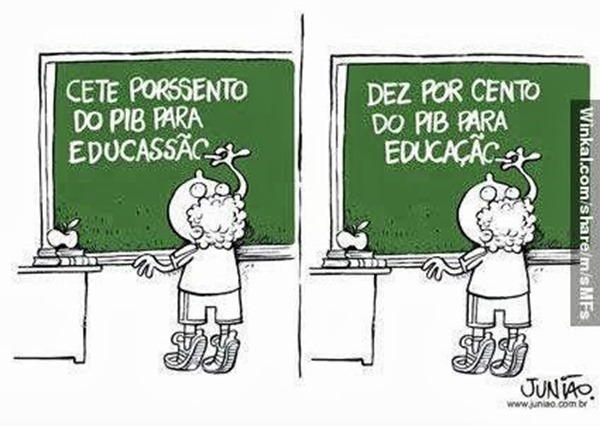 CETE PORSSENTO
DO PIB PARA
EDUCASSÃO
DEZ POR CENTO
DO PIB PARA
EDUCAÇÃC
JUNIÃO.
www.juniao.com.br
Winkal.com/share/m/sMFs